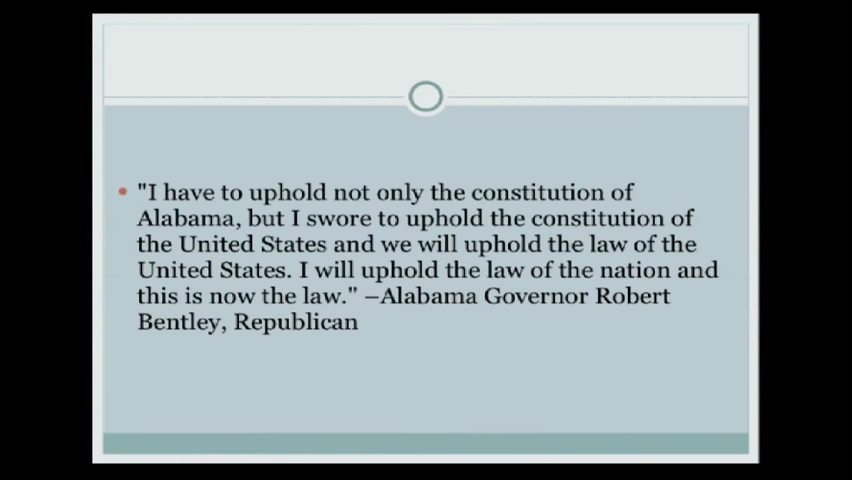 • "I have to uphold not only the constitution of
Alabama, but I swore to uphold the constitution of
the United States and we will uphold the law of the
United States. I will uphold the law of the nation and
this is now the law." –Alabama Governor Robert
Bentley, Republican